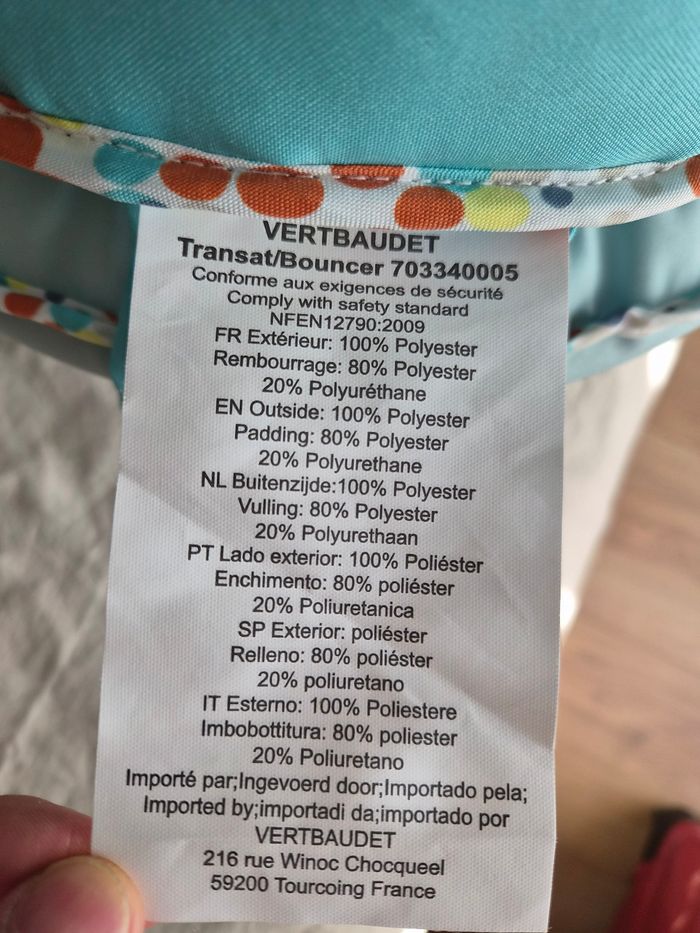 VERTBAUDET
Transat/Bouncer 703340005
Conforme aux exigences de sécurité
Comply with safety standard
NFEN12790:2009
FR Extérieur: 100% Polyester
Rembourrage: 80% Polyester
20% Polyuréthane
EN Outside: 100% Polyester
Padding: 80% Polyester
20% Polyurethane
NL Buitenzijde:100% Polyester
Vulling: 80% Polyester
20% Polyurethaan
PT Lado exterior: 100% Poliéster
Enchimento: 80% poliéster
20% Poliuretanica
SP Exterior: poliéster
Relleno: 80% poliéster
20% poliuretano
IT Esterno: 100% Poliestere
Imbobottitura: 80% poliester
20% Poliuretano
Importé par;Ingevoerd door;Importado pela;
Imported by;importadi da;importado por
VERTBAUDET
216 rue Winoc Chocqueel
59200 Tourcoing France